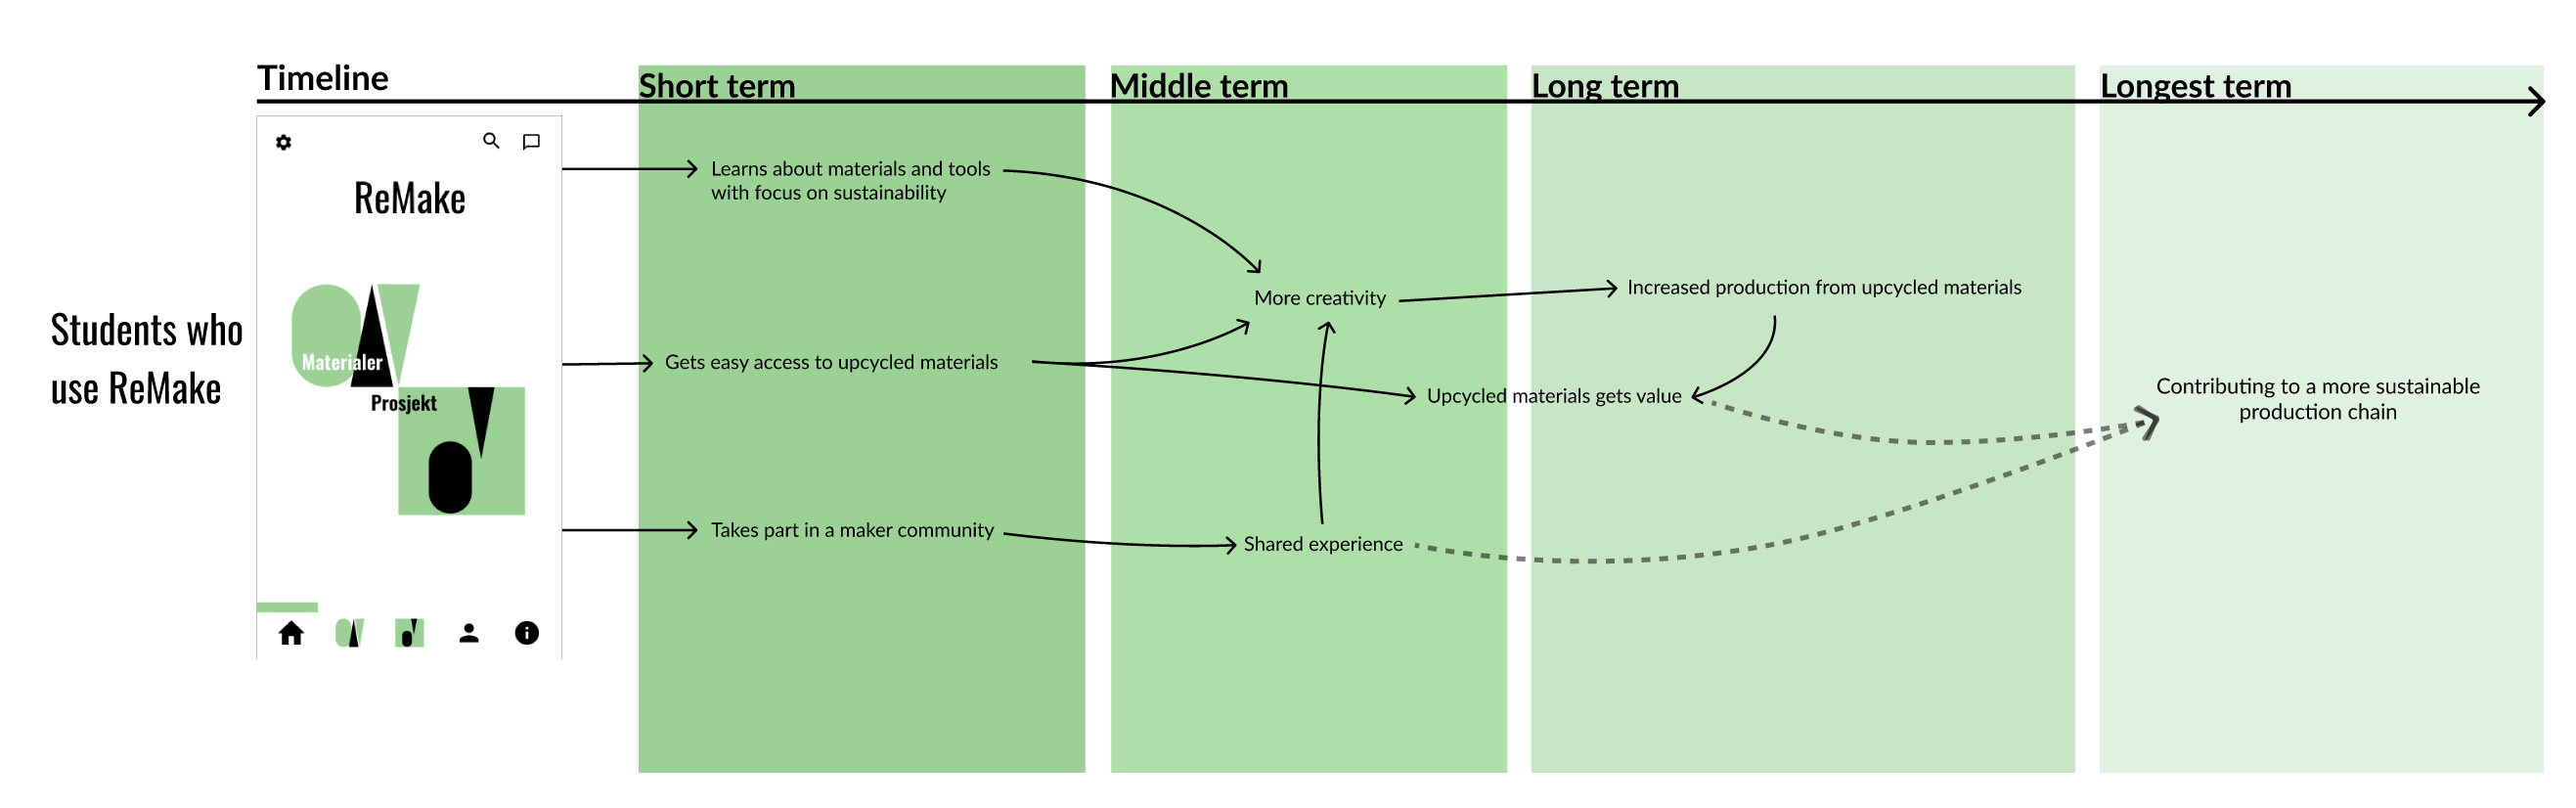 Timeline
Short term
Middle term
Long term
Longest term
Students who
use ReMake
ReMake
Materialer
Prosjekt
Learns about materials and tools
with focus on sustainability
Gets easy access to upcycled materials
Takes part in a maker community
More creativity
Shared experience
Increased production from upcycled materials
Upcycled materials gets value
Contributing to a more sustainable
production chain